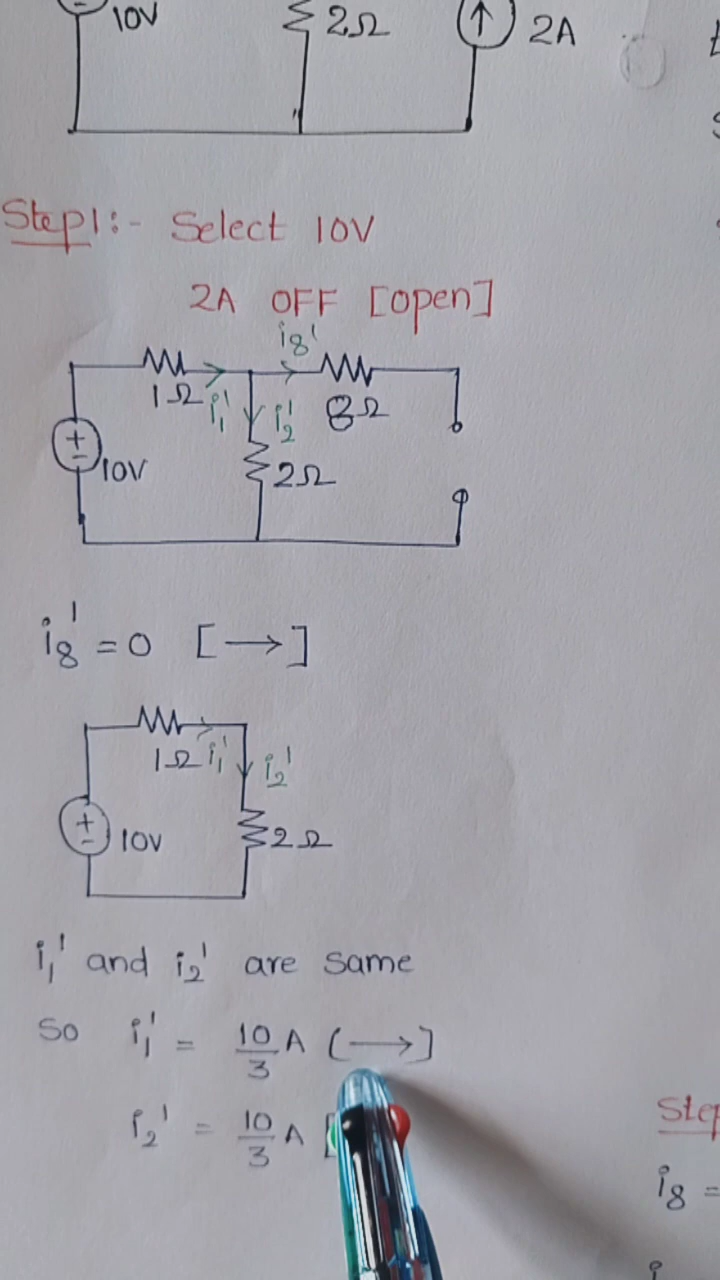 10V 2Ω ↑ 2A
Step1:- Select 10V
2A OFF [open]
i8'
1Ω i1' i2' 8Ω
+
-
10V 2Ω
i8' = 0 [→]
1Ω i1' i2'
+
-
10V 2Ω
i1' and i2' are same
So i1' = 10/3 A (→]
i2' = 10/3 A [
Step
i8 =